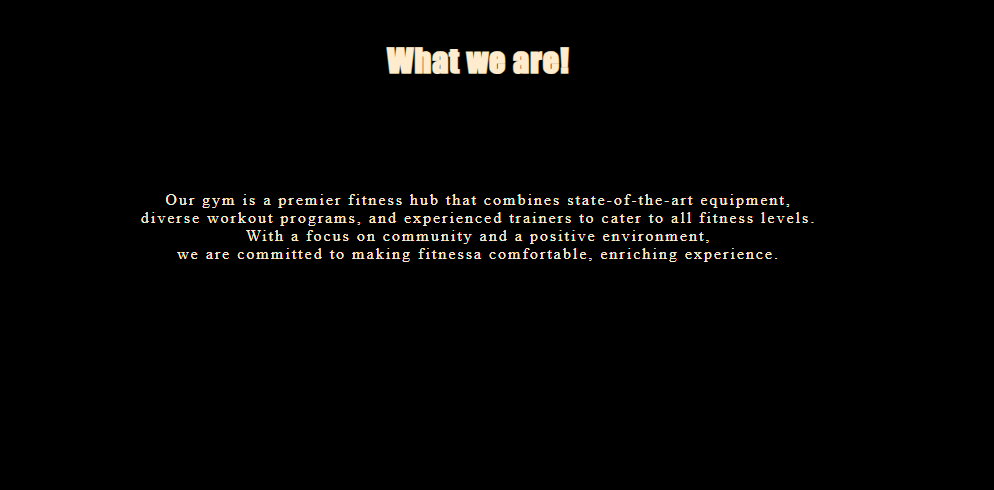 What we are!
Our gym is a premier fitness hub that combines state-of-the-art equipment,
diverse workout programs, and experienced trainers to cater to all fitness levels.
With a focus on community and a positive environment,
we are committed to making fitnessa comfortable, enriching experience.